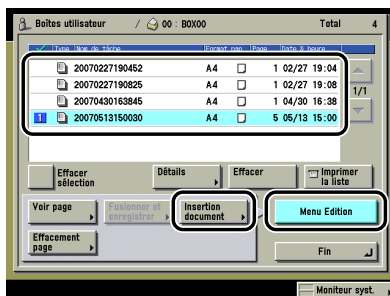 Boîtes utilisateur / 00 : BOX00 Total 4
Type Nom de tâche Format pap. Page Date & heure
20070227190452 A4 1 02/27 19:04
20070227190825 A4 1 02/27 19:08
20070430163845 A4 1 04/30 16:38
1 20070513150030 A4 5 05/13 15:00
1/1
Effacer sélection
Détails
Effacer
Imprimer la liste
Voir page
Fusionner et enregistrer
Insertion document
Menu Edition
Effacement page
Fin
Moniteur syst.